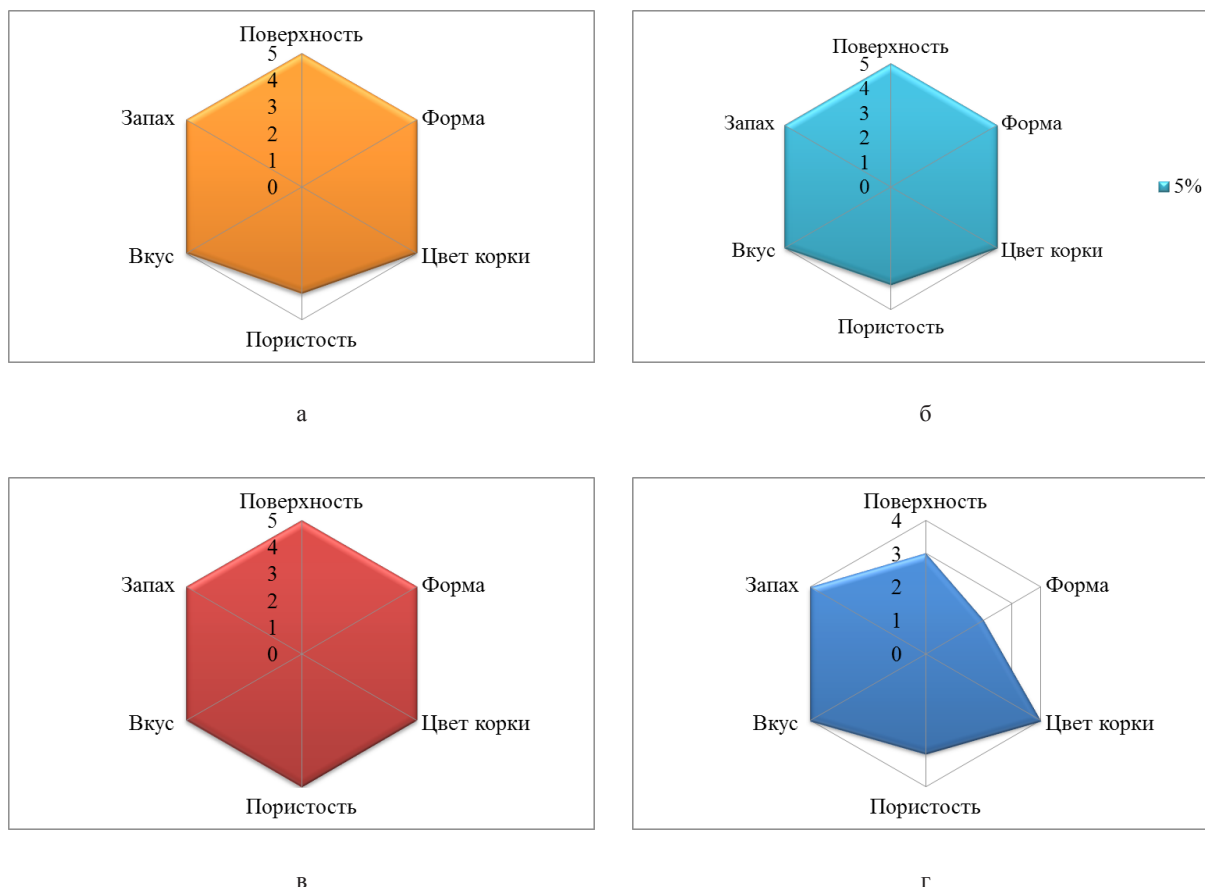 Поверхность
5
4
3
2
1
0
Запах
Форма
Вкус
Цвет корки
Пористость
а
Поверхность
5
4
3
2
1
0
Запах
Форма
Вкус
Цвет корки
Пористость
5%
б
Поверхность
5
4
3
2
1
0
Запах
Форма
Вкус
Цвет корки
Пористость
в
Поверхность
4
3
2
1
0
Запах
Форма
Вкус
Цвет корки
Пористость
г